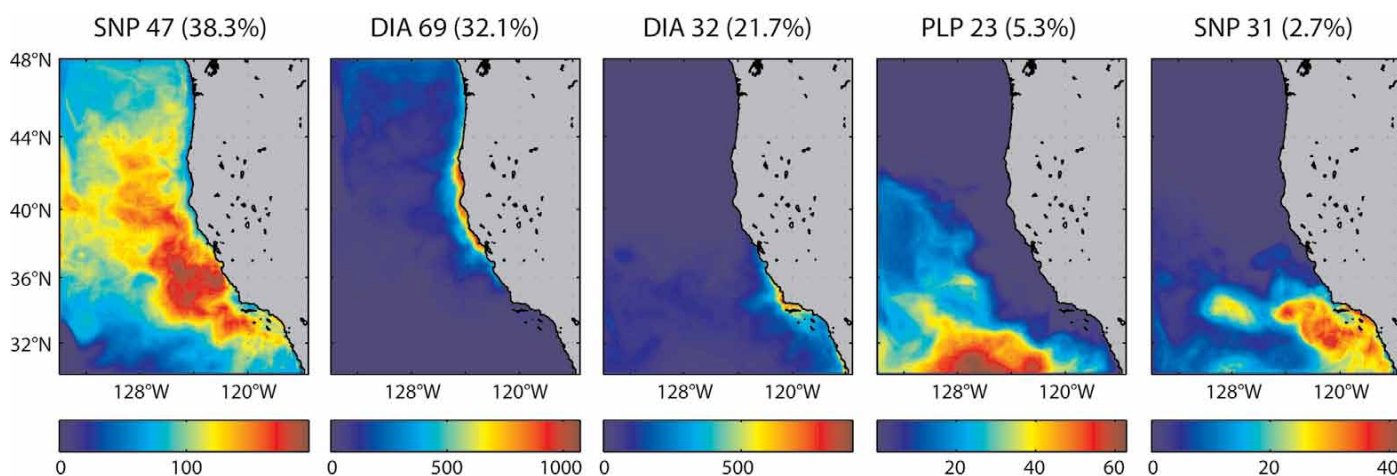 SNP 47 (38.3%) DIA 69 (32.1%) DIA 32 (21.7%) PLP 23 (5.3%) SNP 31 (2.7%)
48°N
44°N
40°N
36°N
32°N
128°W 120°W 128°W 120°W 128°W 120°W 128°W 120°W 128°W 120°W
0 100 0 500 1000 0 500 20 40 60 0 20 40